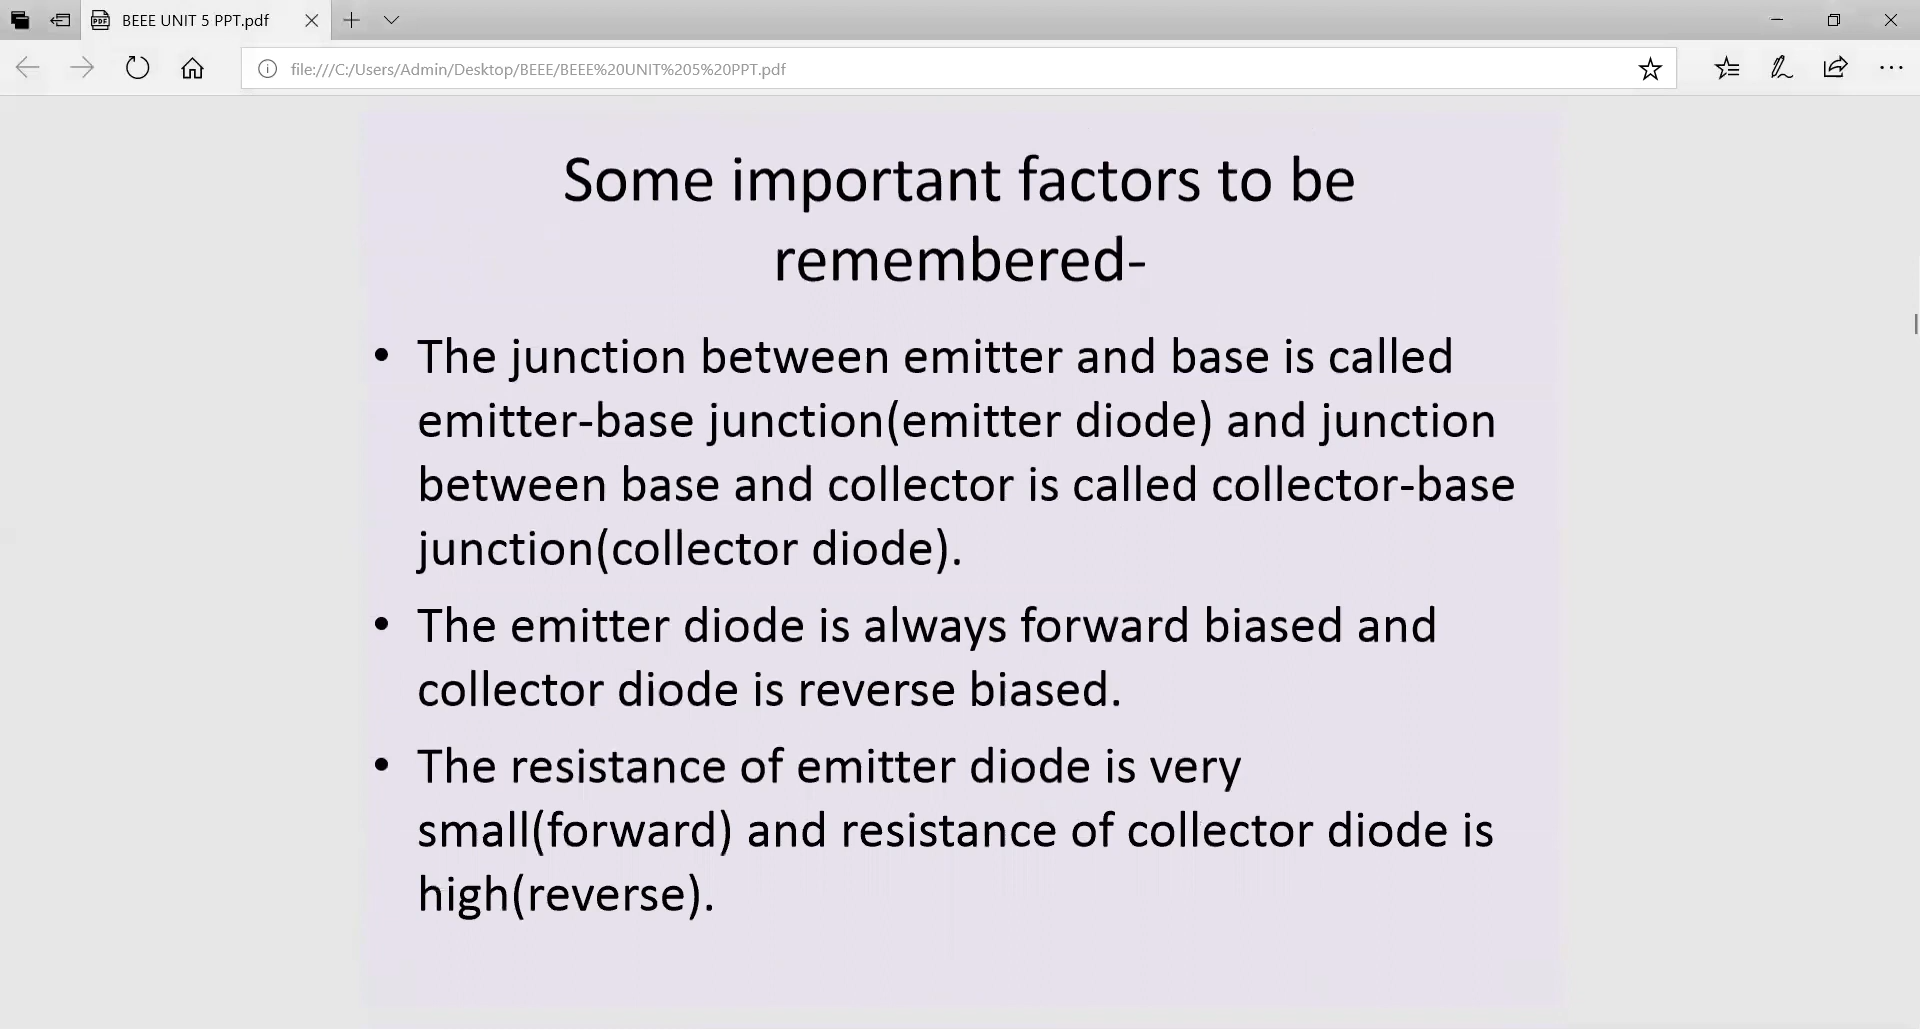 BEEE UNIT 5 PPT.pdf
file:///C:/Users/Admin/Desktop/BEEE/BEEE%20UNIT%205%20PPT.pdf
Some important factors to be
remembered-
• The junction between emitter and base is called
emitter-base junction(emitter diode) and junction
between base and collector is called collector-base
junction(collector diode).
• The emitter diode is always forward biased and
collector diode is reverse biased.
• The resistance of emitter diode is very
small(forward) and resistance of collector diode is
high(reverse).